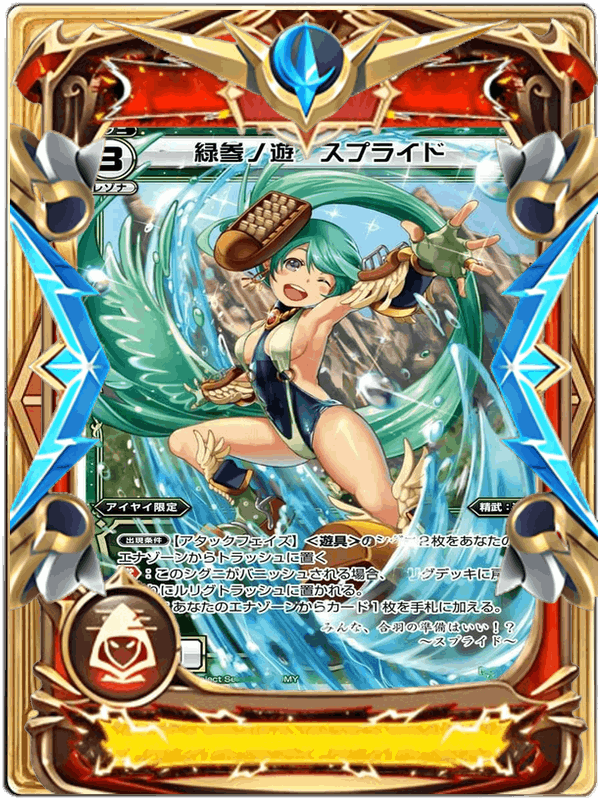 3
レゾナ
緑参ノ遊 スプライド
アイヤイ限定
精武:
出現条件 【アタックフェイズ】 <遊具>のシグニ2枚をあなたの
エナゾーンからトラッシュに置く
:このシグニがバニッシュされる場合、 リグデッキに戻
りにルリグトラッシュに置かれる。
あなたのエナゾーンからカード1枚を手札に加える。
みんな、合羽の準備はいい!?
~スプライド~
MY